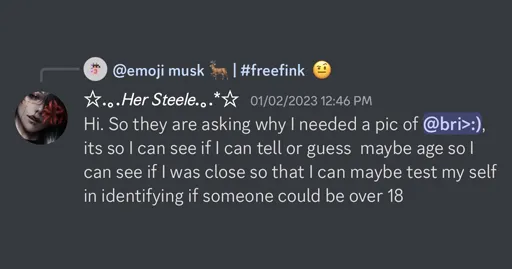 @emoji musk 🦌 | #freefink 🤨
☆.｡.Her Steele.｡.*☆ 01/02/2023 12:46 PM
Hi. So they are asking why I needed a pic of @bri>:),
its so I can see if I can tell or guess maybe age so I
can see if I was close so that I can maybe test my self
in identifying if someone could be over 18